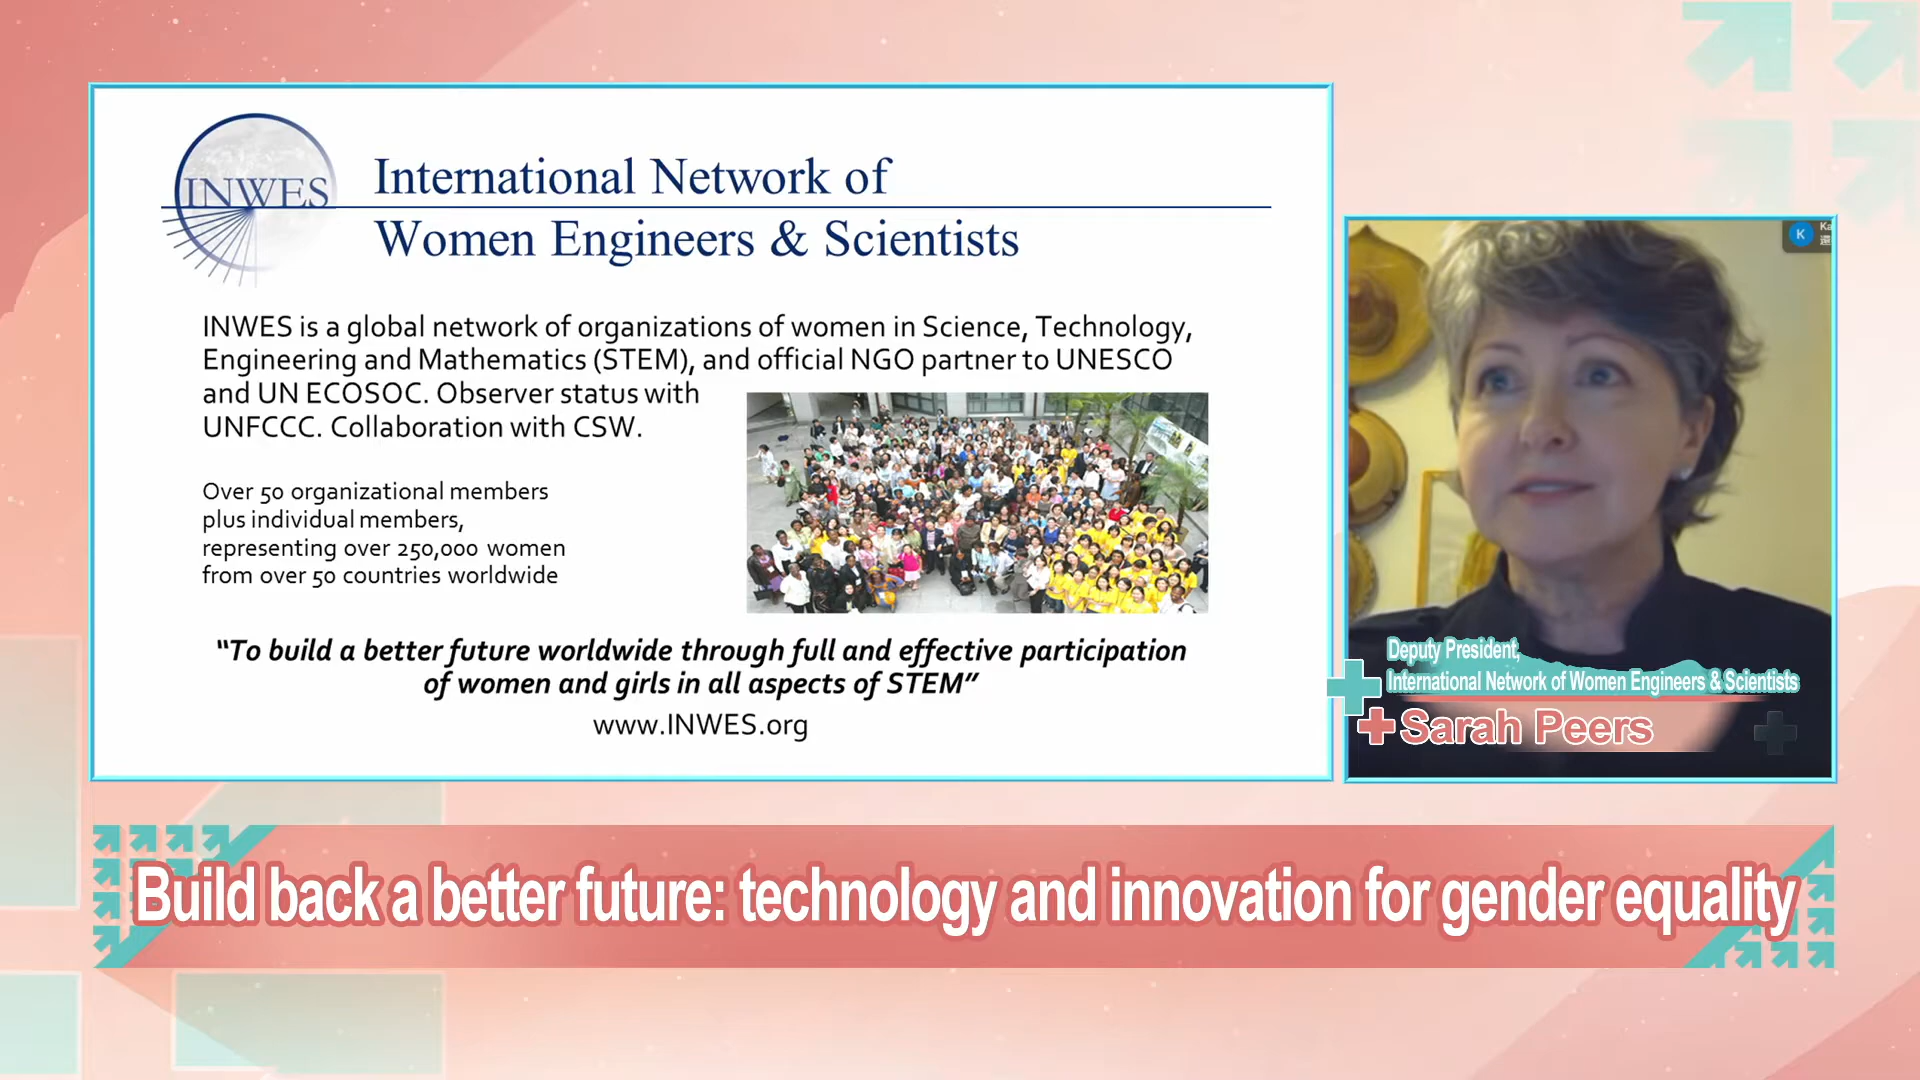 INWES
International Network of
Women Engineers & Scientists
INWES is a global network of organizations of women in Science, Technology,
Engineering and Mathematics (STEM), and official NGO partner to UNESCO
and UN ECOSOC. Observer status with
UNFCCC. Collaboration with CSW.
Over 50 organizational members
plus individual members,
representing over 250,000 women
from over 50 countries worldwide
“To build a better future worldwide through full and effective participation
of women and girls in all aspects of STEM”
www.INWES.org
K
Deputy President,
International Network of Women Engineers & Scientists
Sarah Peers
Build back a better future: technology and innovation for gender equality